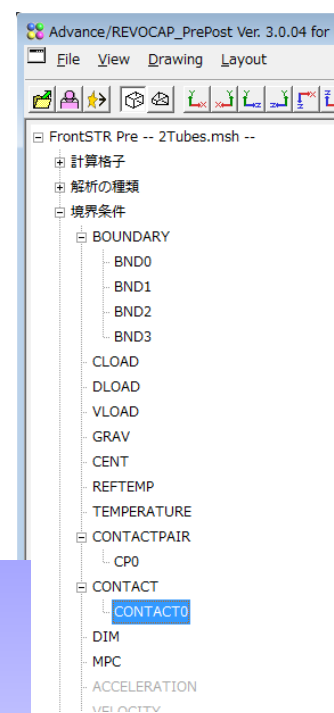 Advance/REVOCAP_PrePost Ver. 3.0.04 for
File View Drawing Layout
FrontSTR Pre -- 2Tubes.msh --
計算格子
解析の種類
境界条件
BOUNDARY
BND0
BND1
BND2
BND3
CLOAD
DLOAD
VLOAD
GRAV
CENT
REFTEMP
TEMPERATURE
CONTACTPAIR
CP0
CONTACT
CONTACT0
DIM
MPC
ACCELERATION
VELOCITY